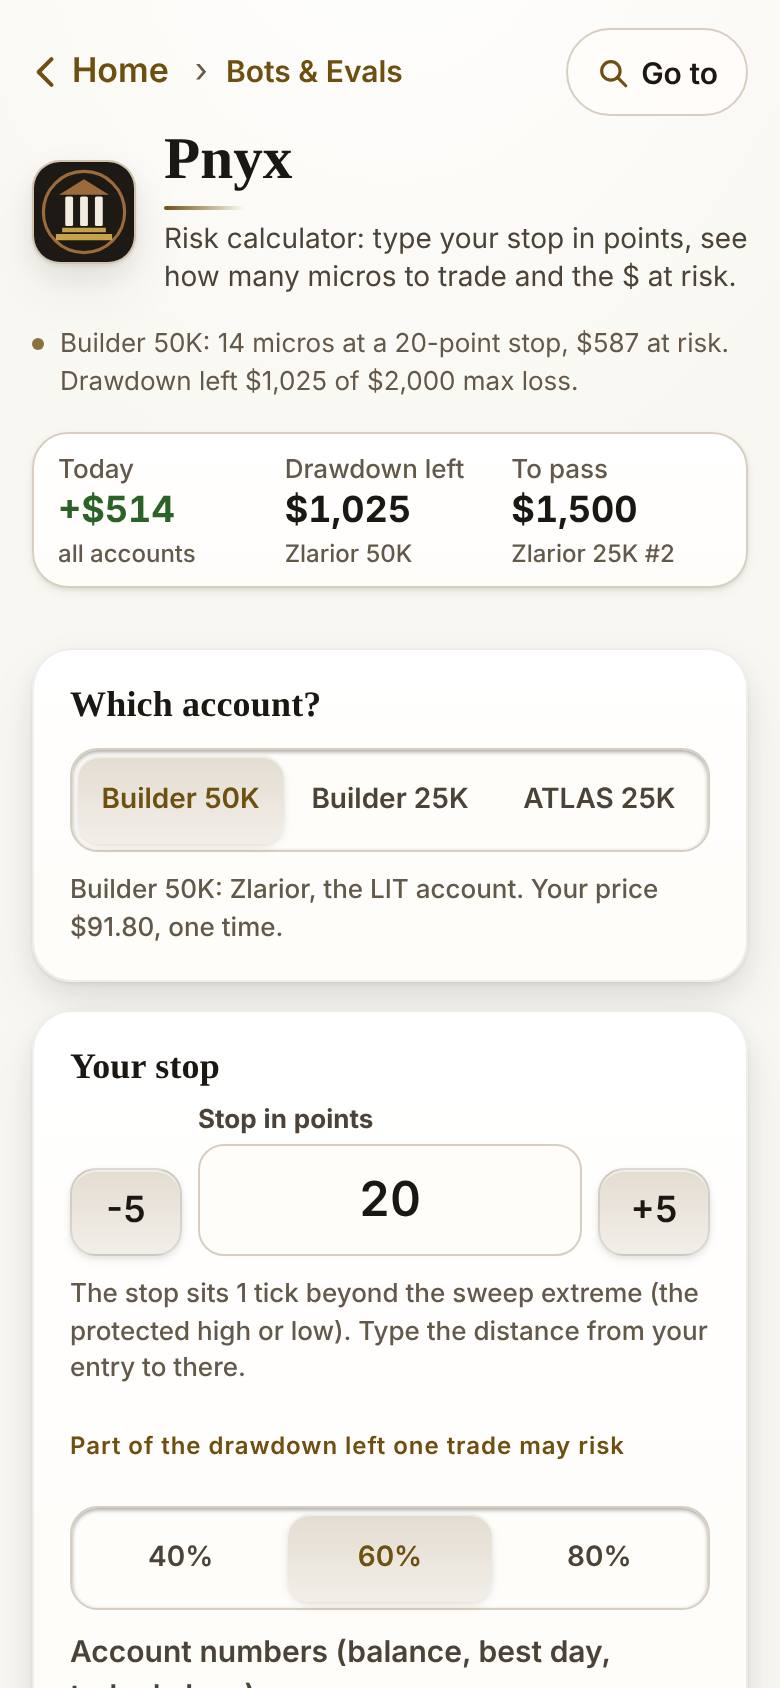 Home › Bots & Evals
Go to
Pnyx
Risk calculator: type your stop in points, see
how many micros to trade and the $ at risk.
Builder 50K: 14 micros at a 20-point stop, $587 at risk.
Drawdown left $1,025 of $2,000 max loss.
Today
+$514
all accounts
Drawdown left
$1,025
Zlarior 50K
To pass
$1,500
Zlarior 25K #2
Which account?
Builder 50K
Builder 25K
ATLAS 25K
Builder 50K: Zlarior, the LIT account. Your price
$91.80, one time.
Your stop
Stop in points
-5
20
+5
The stop sits 1 tick beyond the sweep extreme (the
protected high or low). Type the distance from your
entry to there.
Part of the drawdown left one trade may risk
40%
60%
80%
Account numbers (balance, best day,